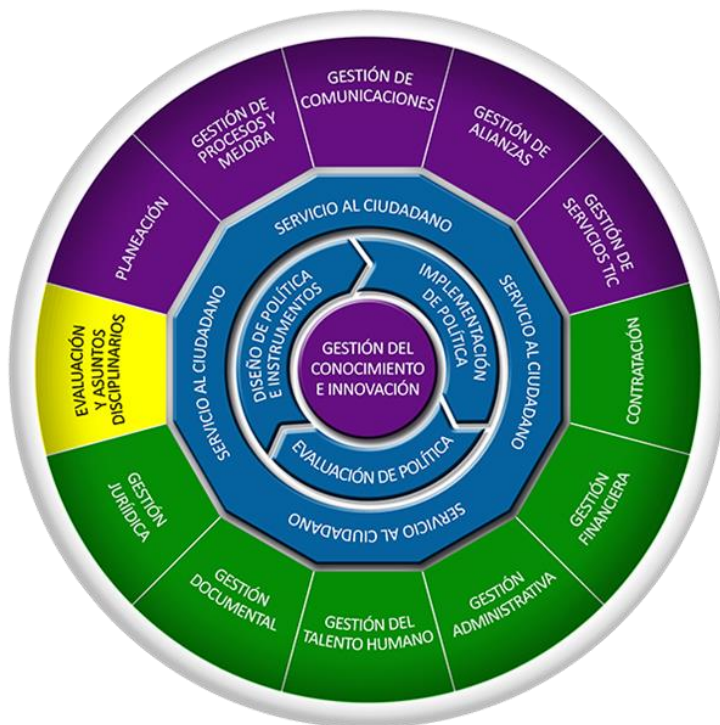 GESTIÓN DE
COMUNICACIONES
GESTIÓN DE
ALIANZAS
GESTIÓN DE
SERVICIOS TIC
CONTRATACIÓN
GESTIÓN
FINANCIERA
GESTIÓN
ADMINISTRATIVA
GESTIÓN DEL
TALENTO HUMANO
GESTIÓN
DOCUMENTAL
GESTIÓN
JURÍDICA
EVALUACIÓN
Y ASUNTOS
DISCIPLINARIOS
PLANEACIÓN
GESTIÓN DE
PROCESOS Y
MEJORA
SERVICIO AL CIUDADANO
SERVICIO AL CIUDADANO
SERVICIO AL CIUDADANO
SERVICIO AL CIUDADANO
DISEÑO DE POLÍTICA
E INSTRUMENTOS
IMPLEMENTACIÓN
DE POLÍTICA
EVALUACIÓN DE POLÍTICA
GESTIÓN DEL
CONOCIMIENTO
E INNOVACIÓN